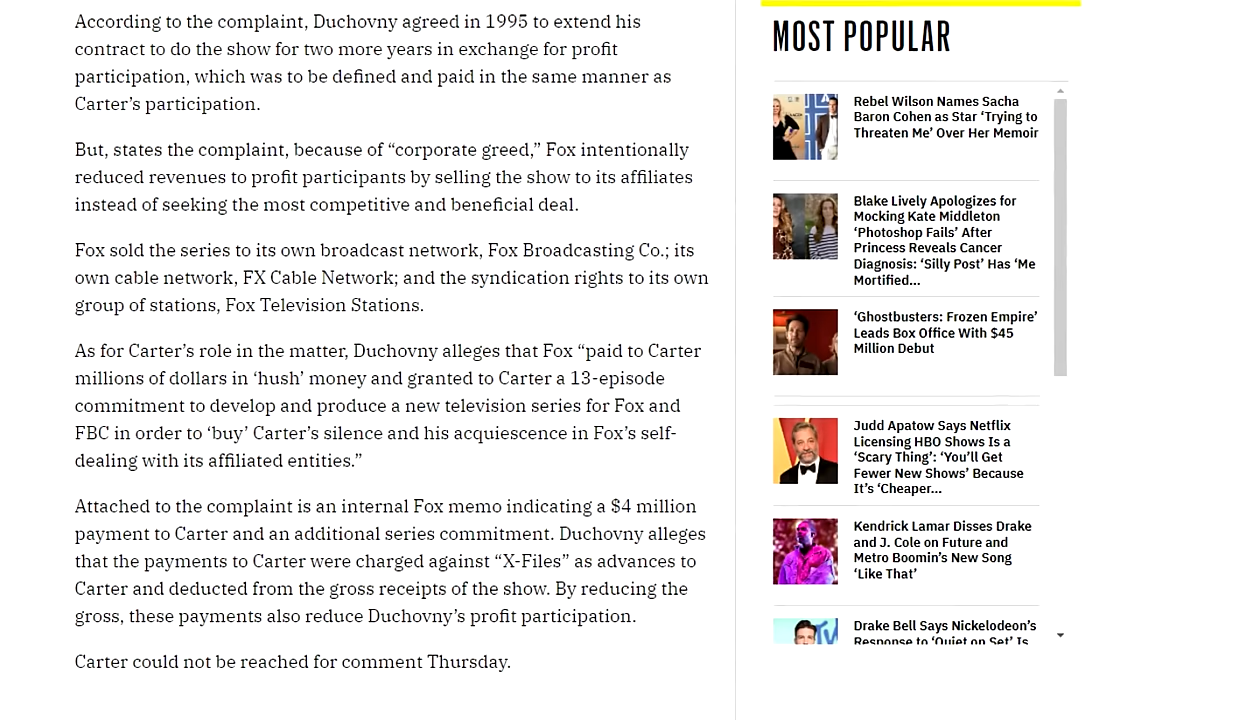 According to the complaint, Duchovny agreed in 1995 to extend his
contract to do the show for two more years in exchange for profit
participation, which was to be defined and paid in the same manner as
Carter’s participation.
But, states the complaint, because of “corporate greed,” Fox intentionally
reduced revenues to profit participants by selling the show to its affiliates
instead of seeking the most competitive and beneficial deal.
Fox sold the series to its own broadcast network, Fox Broadcasting Co.; its
own cable network, FX Cable Network; and the syndication rights to its own
group of stations, Fox Television Stations.
As for Carter’s role in the matter, Duchovny alleges that Fox “paid to Carter
millions of dollars in ‘hush’ money and granted to Carter a 13-episode
commitment to develop and produce a new television series for Fox and
FBC in order to ‘buy’ Carter’s silence and his acquiescence in Fox’s self-
dealing with its affiliated entities.”
Attached to the complaint is an internal Fox memo indicating a $4 million
payment to Carter and an additional series commitment. Duchovny alleges
that the payments to Carter were charged against “X-Files” as advances to
Carter and deducted from the gross receipts of the show. By reducing the
gross, these payments also reduce Duchovny’s profit participation.
Carter could not be reached for comment Thursday.
MOST POPULAR
Rebel Wilson Names Sacha
Baron Cohen as Star ‘Trying to
Threaten Me’ Over Her Memoir
Blake Lively Apologizes for
Mocking Kate Middleton
‘Photoshop Fails’ After
Princess Reveals Cancer
Diagnosis: ‘Silly Post’ Has ‘Me
Mortified...
‘Ghostbusters: Frozen Empire’
Leads Box Office With $45
Million Debut
Judd Apatow Says Netflix
Licensing HBO Shows Is a
‘Scary Thing’: ‘You’ll Get
Fewer New Shows’ Because
It’s ‘Cheaper...
Kendrick Lamar Disses Drake
and J. Cole on Future and
Metro Boomin’s New Song
‘Like That’
Drake Bell Says Nickelodeon’s
Response to ‘Quiet on Set’ Is